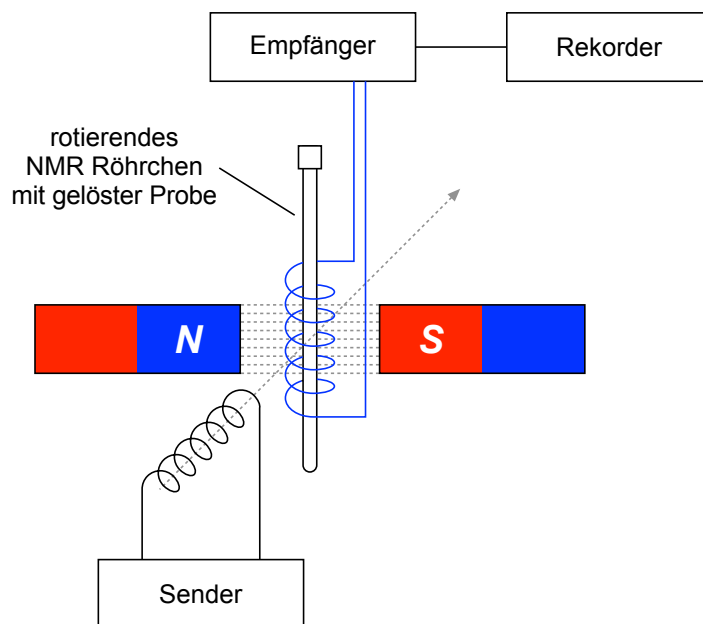 Empfänger
Rekorder
rotierendes
NMR Röhrchen
mit gelöster Probe
N
S
Sender